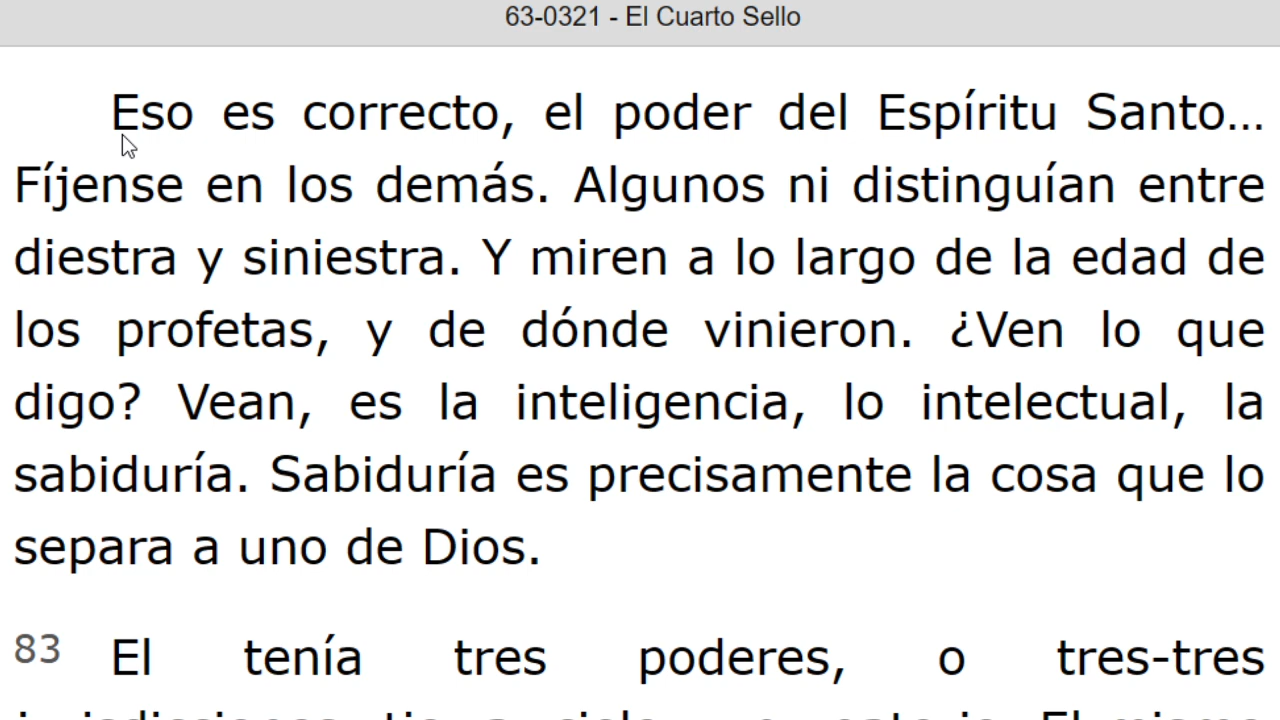 63-0321 - El Cuarto Sello
Eso es correcto, el poder del Espíritu Santo...
Fíjense en los demás. Algunos ni distinguían entre
diestra y siniestra. Y miren a lo largo de la edad de
los profetas, y de dónde vinieron. ¿Ven lo que
digo? Vean, es la inteligencia, lo intelectual, la
sabiduría. Sabiduría es precisamente la cosa que lo
separa a uno de Dios.
83 El tenía tres poderes, o tres-tres